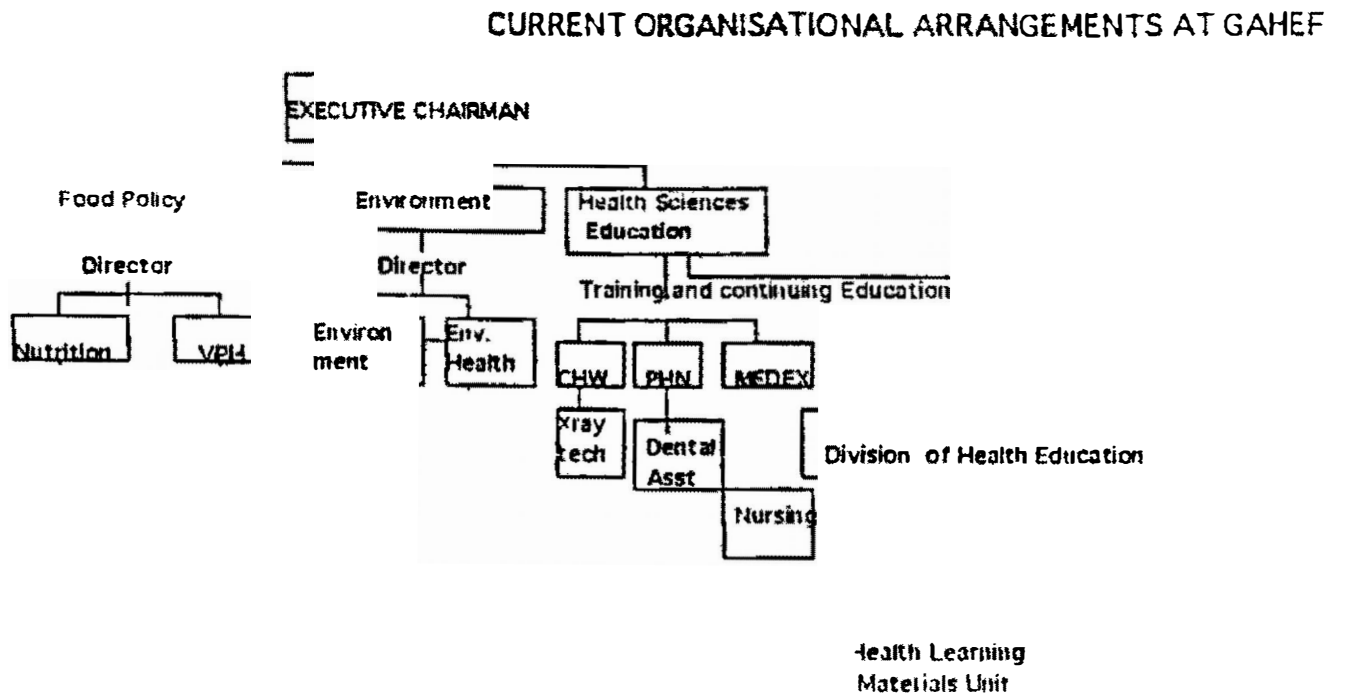 CURRENT ORGANISATIONAL ARRANGEMENTS AT GAHEF
EXECUTIVE CHAIRMAN
Food Policy
Environment
Health Sciences
Education
Director
Director
Training and continuing Education
Nutrition
VPH
Environ
ment
Env.
Health
CHW
PHN
MEDEX
Xray
tech
Dental
Asst
Division of Health Education
Nursing
Health Learning
Materials Unit